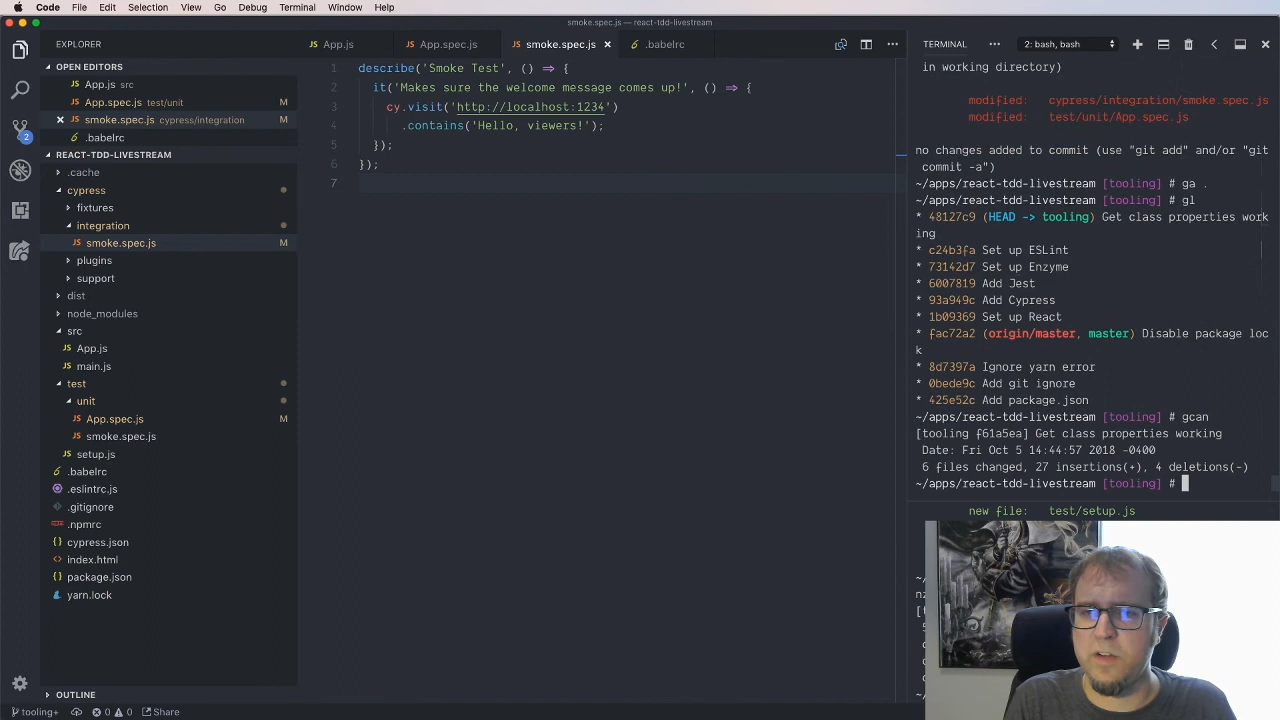 Code File Edit Selection View Go Debug Terminal Window Help
smoke.spec.js — react-tdd-livestream
EXPLORER
App.js
App.spec.js
smoke.spec.js
.babelrc
TERMINAL
2: bash, bash
OPEN EDITORS
App.js src
App.spec.js test/unit M
smoke.spec.js cypress/integration M
.babelrc
REACT-TDD-LIVESTREAM
.cache
cypress
fixtures
integration
smoke.spec.js M
plugins
support
dist
node_modules
src
App.js
main.js
test
unit
App.spec.js M
smoke.spec.js
setup.js
.babelrc
.eslintrc.js
.gitignore
.npmrc
cypress.json
index.html
package.json
yarn.lock
OUTLINE
2
1 describe('Smoke Test', () => {
2 it('Makes sure the welcome message comes up!', () => {
3 cy.visit('http://localhost:1234')
4 .contains('Hello, viewers!');
5 });
6 });
7
in working directory)
modified: cypress/integration/smoke.spec.js
modified: test/unit/App.spec.js
no changes added to commit (use "git add" and/or "git
commit -a")
~/apps/react-tdd-livestream [tooling] # ga .
~/apps/react-tdd-livestream [tooling] # gl
* 48127c9 (HEAD -> tooling) Get class properties work
ing
* c24b3fa Set up ESLint
* 73142d7 Set up Enzyme
* 6007819 Add Jest
* 93a949c Add Cypress
* 1b09369 Set up React
* fac72a2 (origin/master, master) Disable package loc
k
* 8d7397a Ignore yarn error
* 0bede9c Add git ignore
* 425e52c Add package.json
~/apps/react-tdd-livestream [tooling] # gcan
[tooling f61a5ea] Get class properties working
Date: Fri Oct 5 14:44:57 2018 -0400
6 files changed, 27 insertions(+), 4 deletions(-)
~/apps/react-tdd-livestream [tooling] #
new file: test/setup.js
tooling+ 0 0 Share